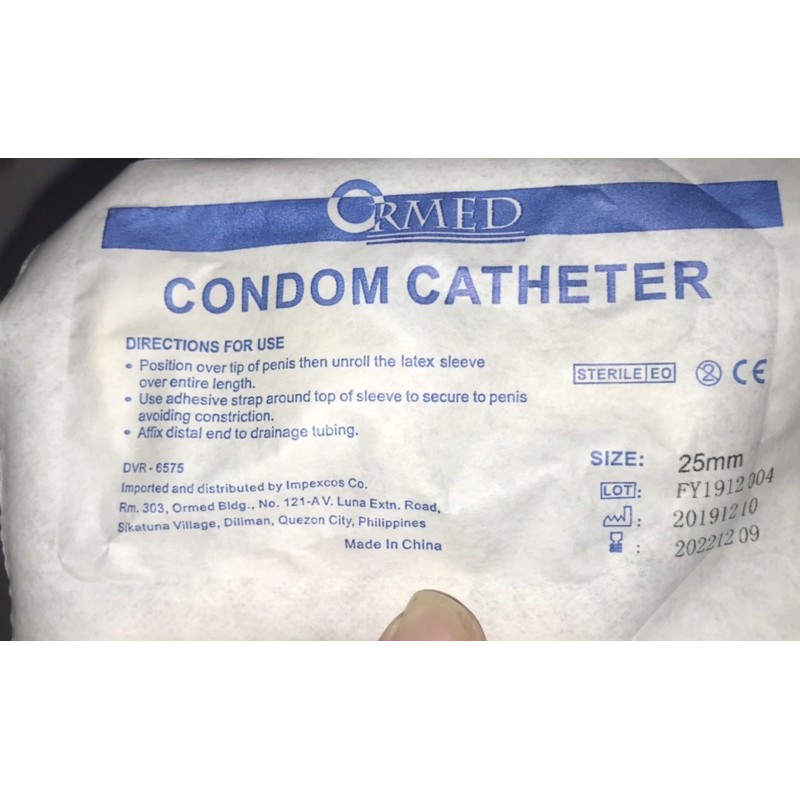 ORMED
CONDOM CATHETER
DIRECTIONS FOR USE
• Position over tip of penis then unroll the latex sleeve
over entire length.
• Use adhesive strap around top of sleeve to secure to penis
avoiding constriction.
• Affix distal end to drainage tubing.
STERILE EO 2 CE
DVR - 6575
Imported and distributed by Impexcos Co.
Rm. 303, Ormed Bldg., No. 121-A V. Luna Extn. Road,
Sikatuna Village, Diliman, Quezon City, Philippines
Made In China
SIZE: 25mm
LOT: FY1912004
: 20191210
: 20221209